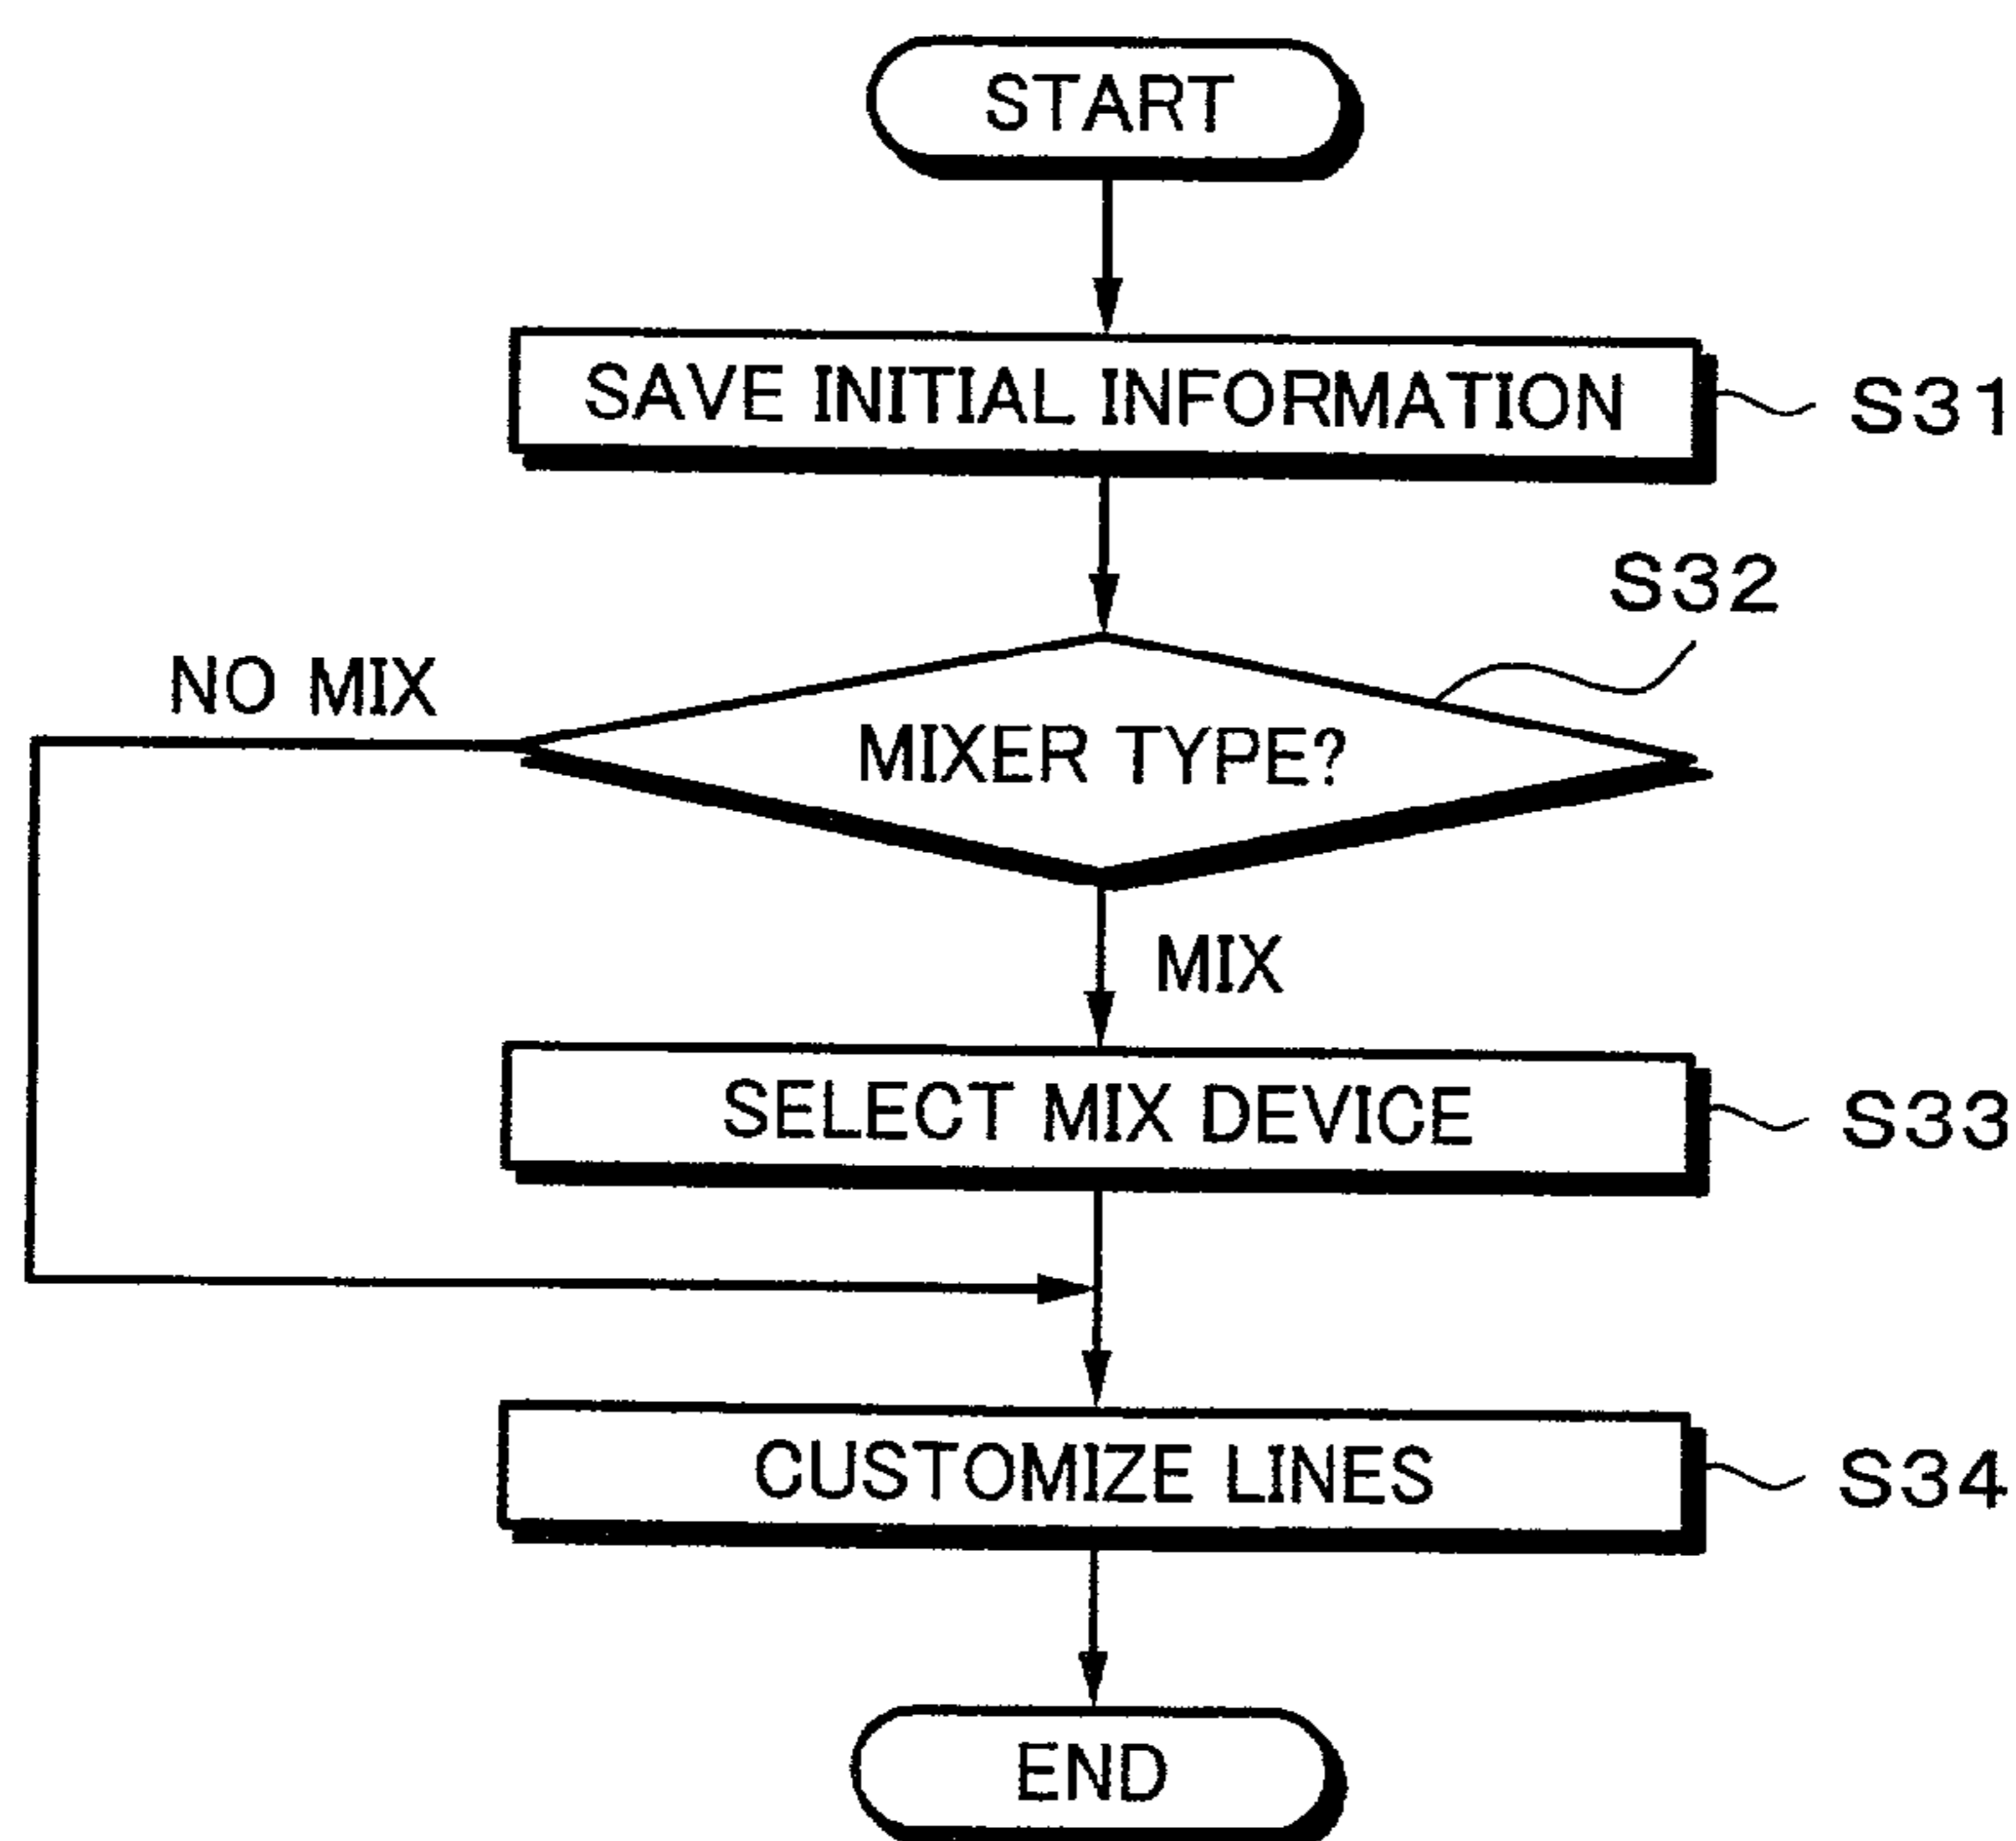 START
SAVE INITIAL INFORMATION
S31
S32
NO MIX
MIXER TYPE?
MIX
SELECT MIX DEVICE
S33
CUSTOMIZE LINES
S34
END